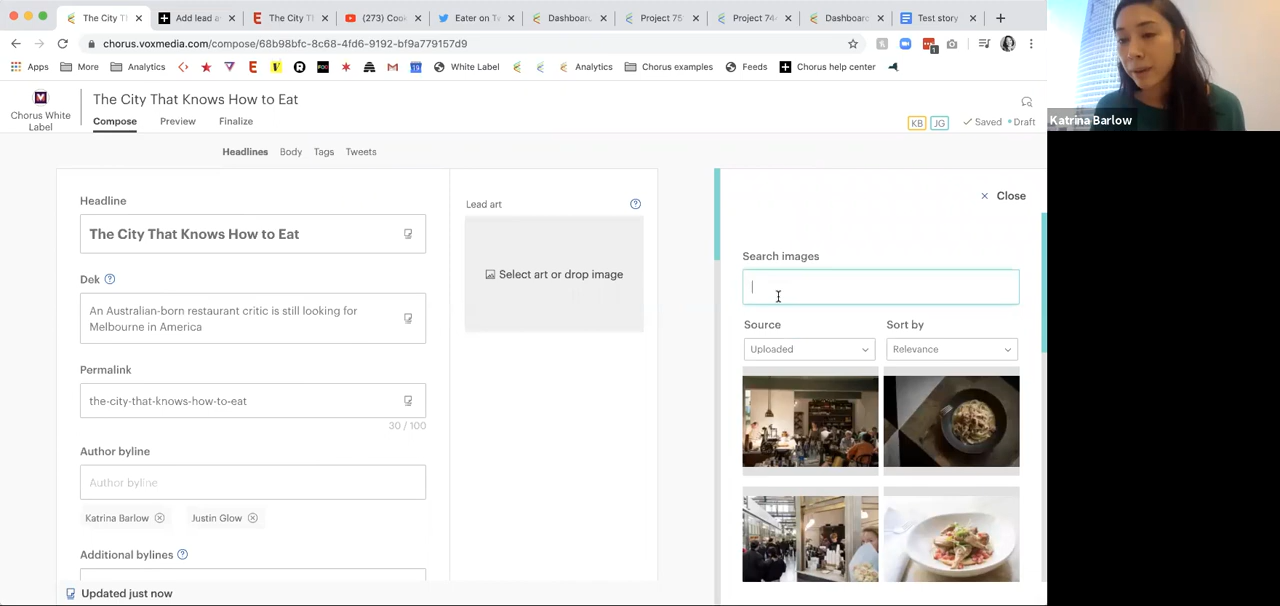 The City Th
Add lead a
The City Th
(273) Cook
Eater on Tw
Dashboard
Project 75
Project 744
Dashboard
Test story
chorus.voxmedia.com/compose/68b98bfc-8c68-4fd6-9192-bf9a779157d9
Apps More Analytics White Label Analytics Chorus examples Feeds Chorus help center
Chorus White
Label
The City That Knows How to Eat
Compose Preview Finalize
KB JG Saved Draft
Headlines Body Tags Tweets
Headline
The City That Knows How to Eat
Dek
An Australian-born restaurant critic is still looking for
Melbourne in America
Permalink
the-city-that-knows-how-to-eat
30 / 100
Author byline
Author byline
Katrina Barlow Justin Glow
Additional bylines
Updated just now
Lead art
Select art or drop image
Close
Search images
Source Sort by
Uploaded Relevance
Katrina Barlow